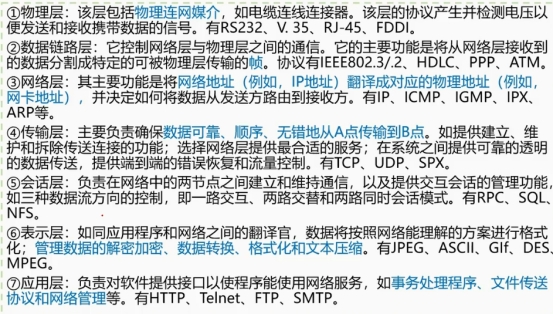 ①物理层：该层包括物理连网媒介，如电缆连线连接器。该层的协议产生并检测电压以
便发送和接收携带数据的信号。有RS232、V. 35、RJ-45、FDDI。
②数据链路层：它控制网络层与物理层之间的通信。它的主要功能是将从网络层接收到
的数据分割成特定的可被物理层传输的帧。协议有IEEE802.3/.2、HDLC、PPP、ATM。
③网络层：其主要功能是将网络地址（例如，IP地址）翻译成对应的物理地址（例如，
网卡地址），并决定如何将数据从发送方路由到接收方。有IP、ICMP、IGMP、IPX、
ARP等。
④传输层：主要负责确保数据可靠、顺序、无错地从A点传输到B点。如提供建立、维
护和拆除传送连接的功能；选择网络层提供最合适的服务；在系统之间提供可靠的透明
的数据传送，提供端到端的错误恢复和流量控制。有TCP、UDP、SPX。
⑤会话层：负责在网络中的两节点之间建立和维持通信，以及提供交互会话的管理功能，
如三种数据流方向的控制，即一路交互、两路交替和两路同时会话模式。有RPC、SQL、
NFS。
⑥表示层：如同应用程序和网络之间的翻译官，数据将按照网络能理解的方案进行格式
化；管理数据的解密加密、数据转换、格式化和文本压缩。有JPEG、ASCII、GIf、DES、
MPEG。
⑦应用层：负责对软件提供接口以使程序能使用网络服务，如事务处理程序、文件传送
协议和网络管理等。有HTTP、Telnet、FTP、SMTP。